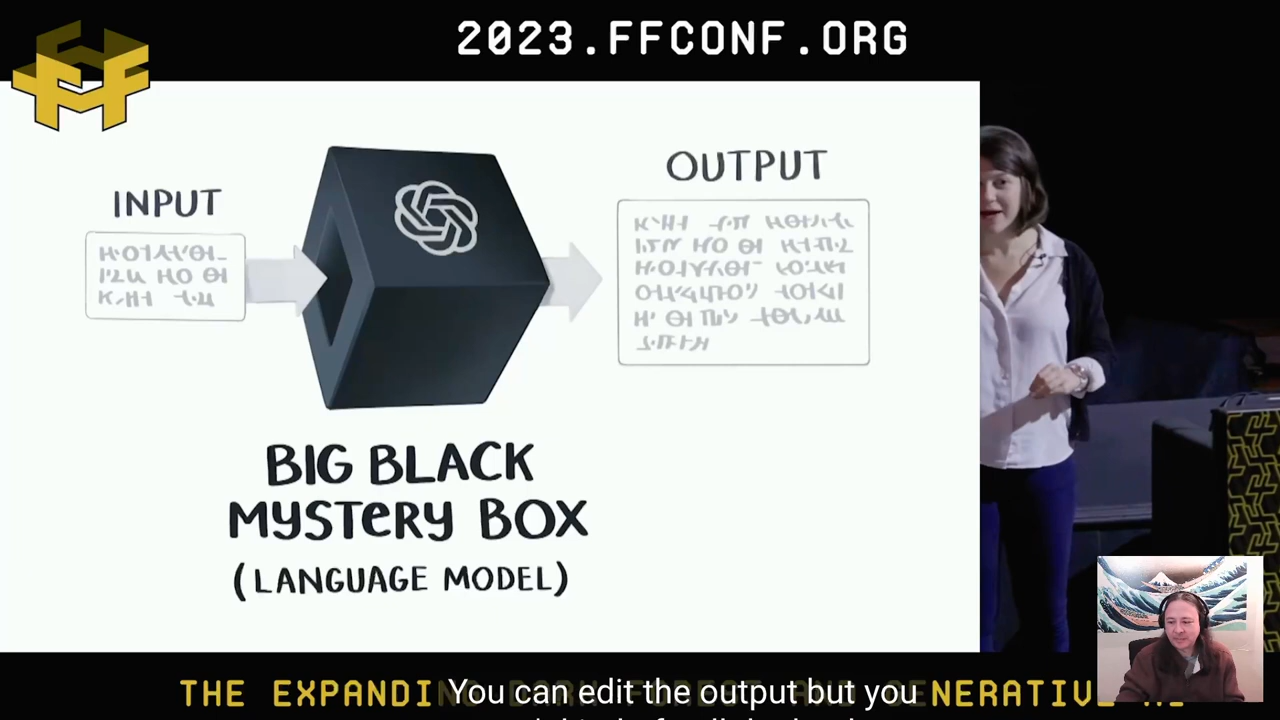 2023.FFCONF.ORG
INPUT
OUTPUT
BIG BLACK
MYSTERY BOX
(LANGUAGE MODEL)
THE EXPANDI
You can edit the output but you